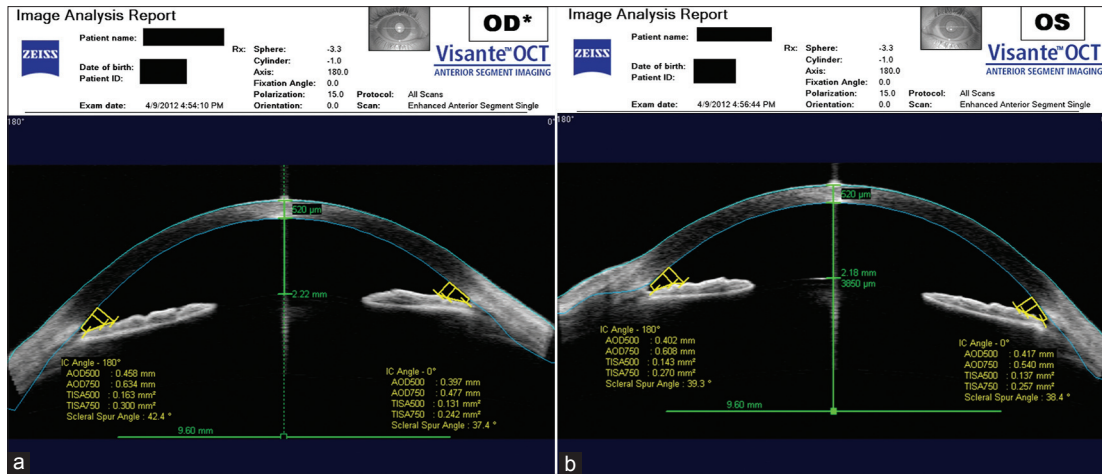 Image Analysis Report
OD*
Patient name:
ZEISS
Rx: Sphere: -3.3
Cylinder: -1.0
Date of birth:
Axis: 180.0
Patient ID:
Fixation Angle: 0.0
Polarization: 15.0 Protocol: All Scans
Exam date: 4/9/2012 4:54:10 PM Orientation: 0.0 Scan: Enhanced Anterior Segment Single
Visante™OCT
ANTERIOR SEGMENT IMAGING
180°
0°
520 µm
2.22 mm
IC Angle - 180°
AOD500 : 0.458 mm
AOD750 : 0.634 mm
TISA500 : 0.163 mm²
TISA750 : 0.300 mm²
Scleral Spur Angle : 42.4 °
IC Angle - 0°
AOD500 : 0.397 mm
AOD750 : 0.477 mm
TISA500 : 0.131 mm²
TISA750 : 0.242 mm²
Scleral Spur Angle : 37.4 °
9.60 mm
a
Image Analysis Report
OS
Patient name:
ZEISS
Rx: Sphere: -3.3
Cylinder: -1.0
Date of birth:
Axis: 180.0
Patient ID:
Fixation Angle: 0.0
Polarization: 15.0 Protocol: All Scans
Exam date: 4/9/2012 4:56:44 PM Orientation: 0.0 Scan: Enhanced Anterior Segment Single
Visante™OCT
ANTERIOR SEGMENT IMAGING
180°
0°
520 µm
2.18 mm
3850 µm
IC Angle - 180°
AOD500 : 0.402 mm
AOD750 : 0.608 mm
TISA500 : 0.143 mm²
TISA750 : 0.270 mm²
Scleral Spur Angle : 39.3 °
IC Angle - 0°
AOD500 : 0.417 mm
AOD750 : 0.540 mm
TISA500 : 0.137 mm²
TISA750 : 0.257 mm²
Scleral Spur Angle : 38.4 °
9.60 mm
b